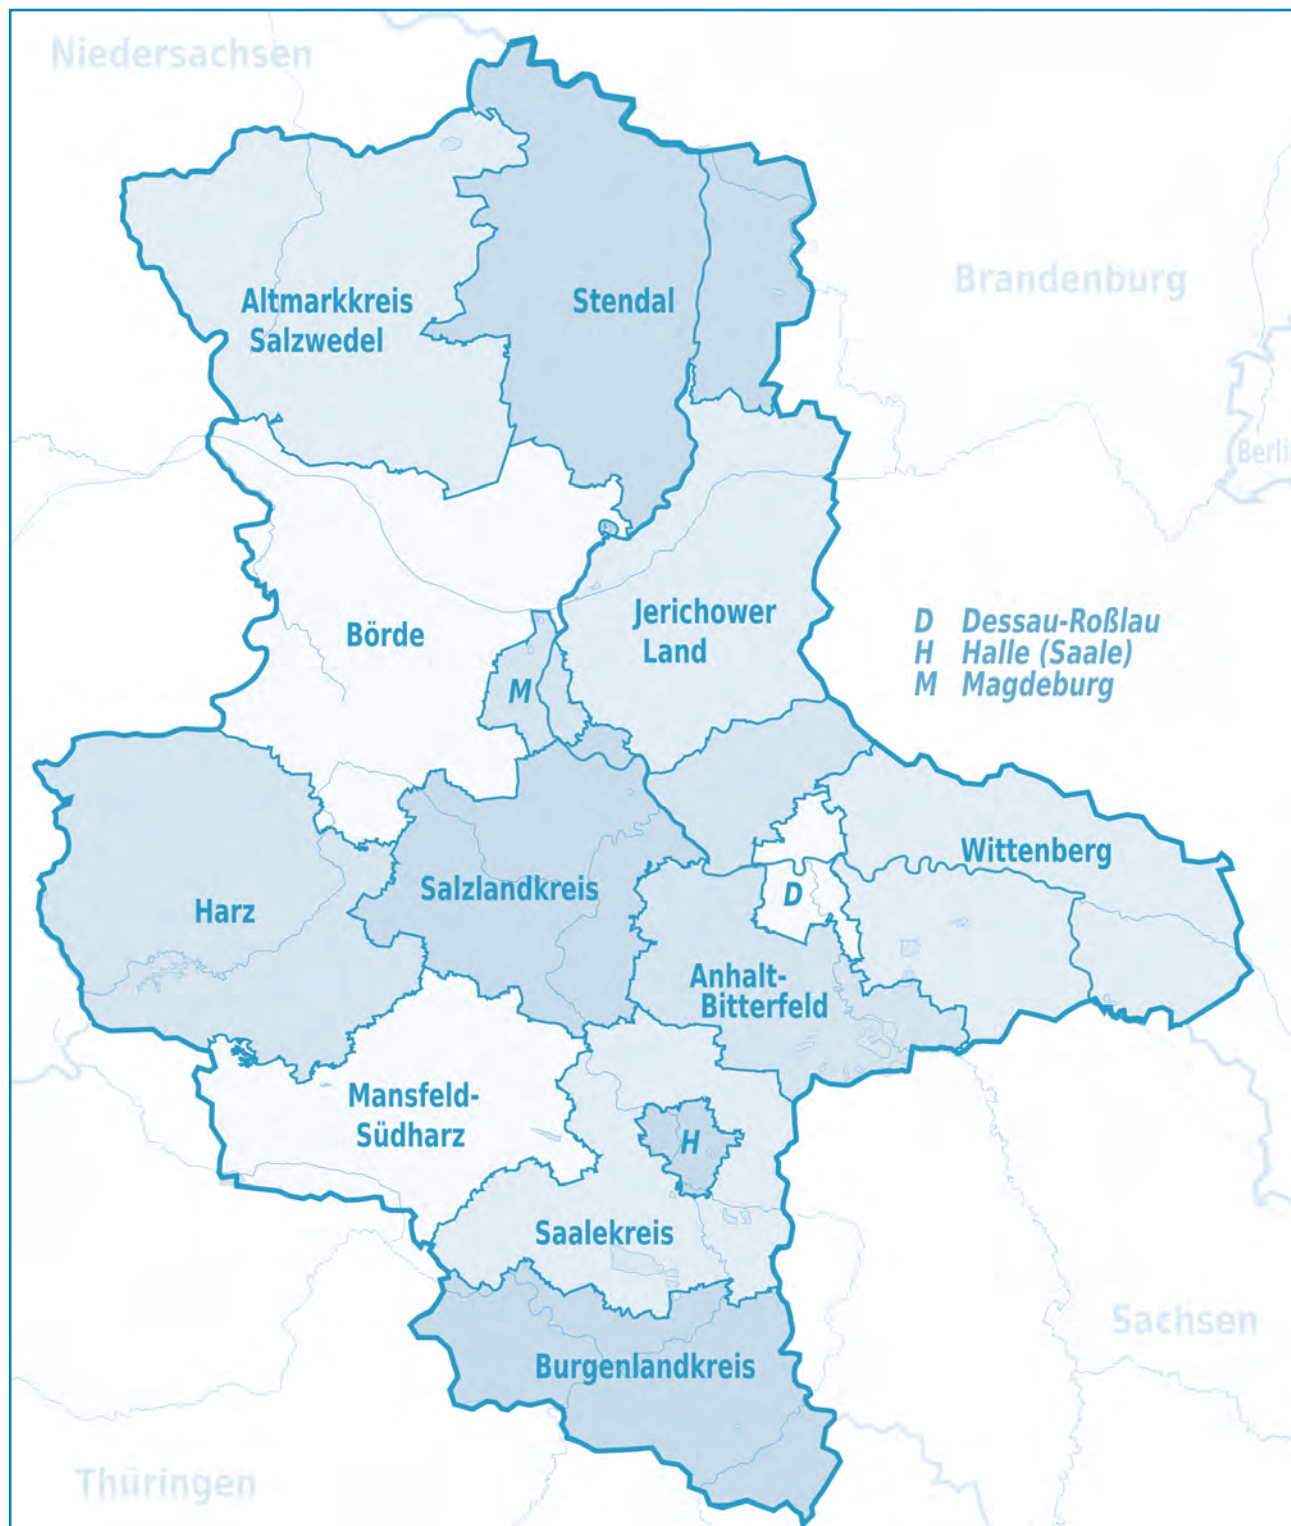 Niedersachsen
Brandenburg
Altmarkkreis
Salzwedel
Stendal
Jerichower
Land
Börde
M
D Dessau-Roßlau
H Halle (Saale)
M Magdeburg
Wittenberg
Salzlandkreis
D
Harz
Anhalt-
Bitterfeld
Mansfeld-
Südharz
H
Saalekreis
Sachsen
Burgenlandkreis
Thüringen